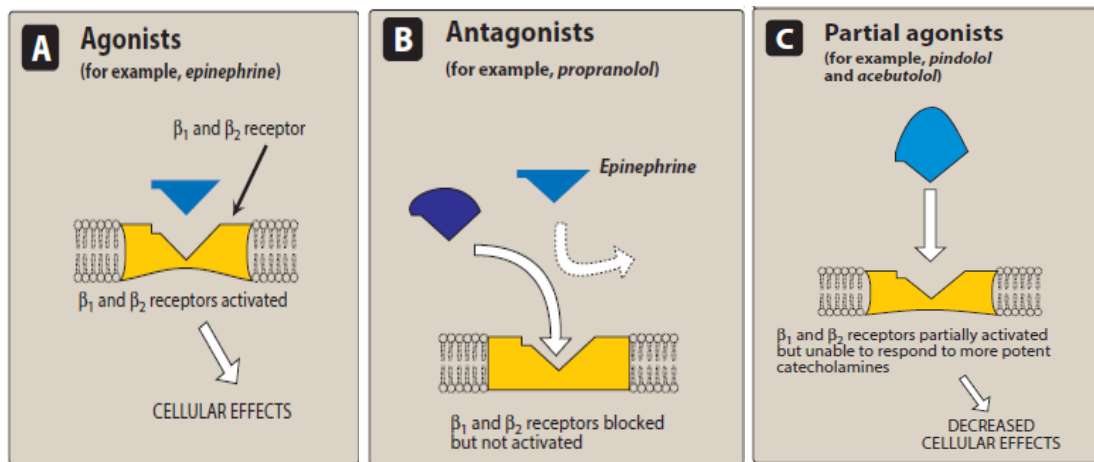 A Agonists
(for example, epinephrine)
β₁ and β₂ receptor
β₁ and β₂ receptors activated
CELLULAR EFFECTS
B Antagonists
(for example, propranolol)
Epinephrine
β₁ and β₂ receptors blocked
but not activated
C Partial agonists
(for example, pindolol
and acebutolol)
β₁ and β₂ receptors partially activated
but unable to respond to more potent
catecholamines
DECREASED
CELLULAR EFFECTS